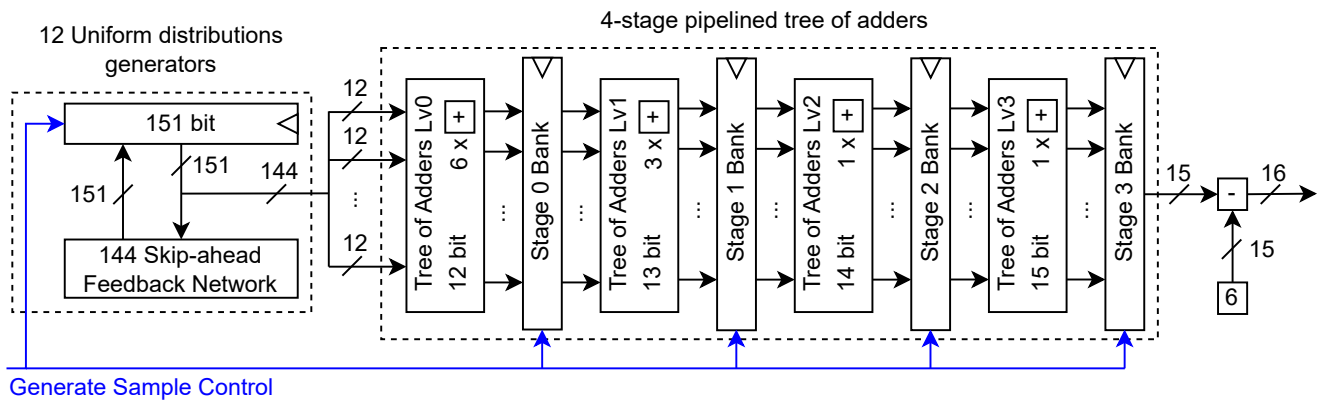 4-stage pipelined tree of adders
12 Uniform distributions
generators
151 bit
151
151
144
144 Skip-ahead
Feedback Network
12
12
...
12
Tree of Adders Lv0
12 bit 6 x +
...
Stage 0 Bank
...
Tree of Adders Lv1
13 bit 3 x +
...
Stage 1 Bank
...
Tree of Adders Lv2
14 bit 1 x +
...
Stage 2 Bank
...
Tree of Adders Lv3
15 bit 1 x +
...
Stage 3 Bank
15
-
16
15
6
Generate Sample Control